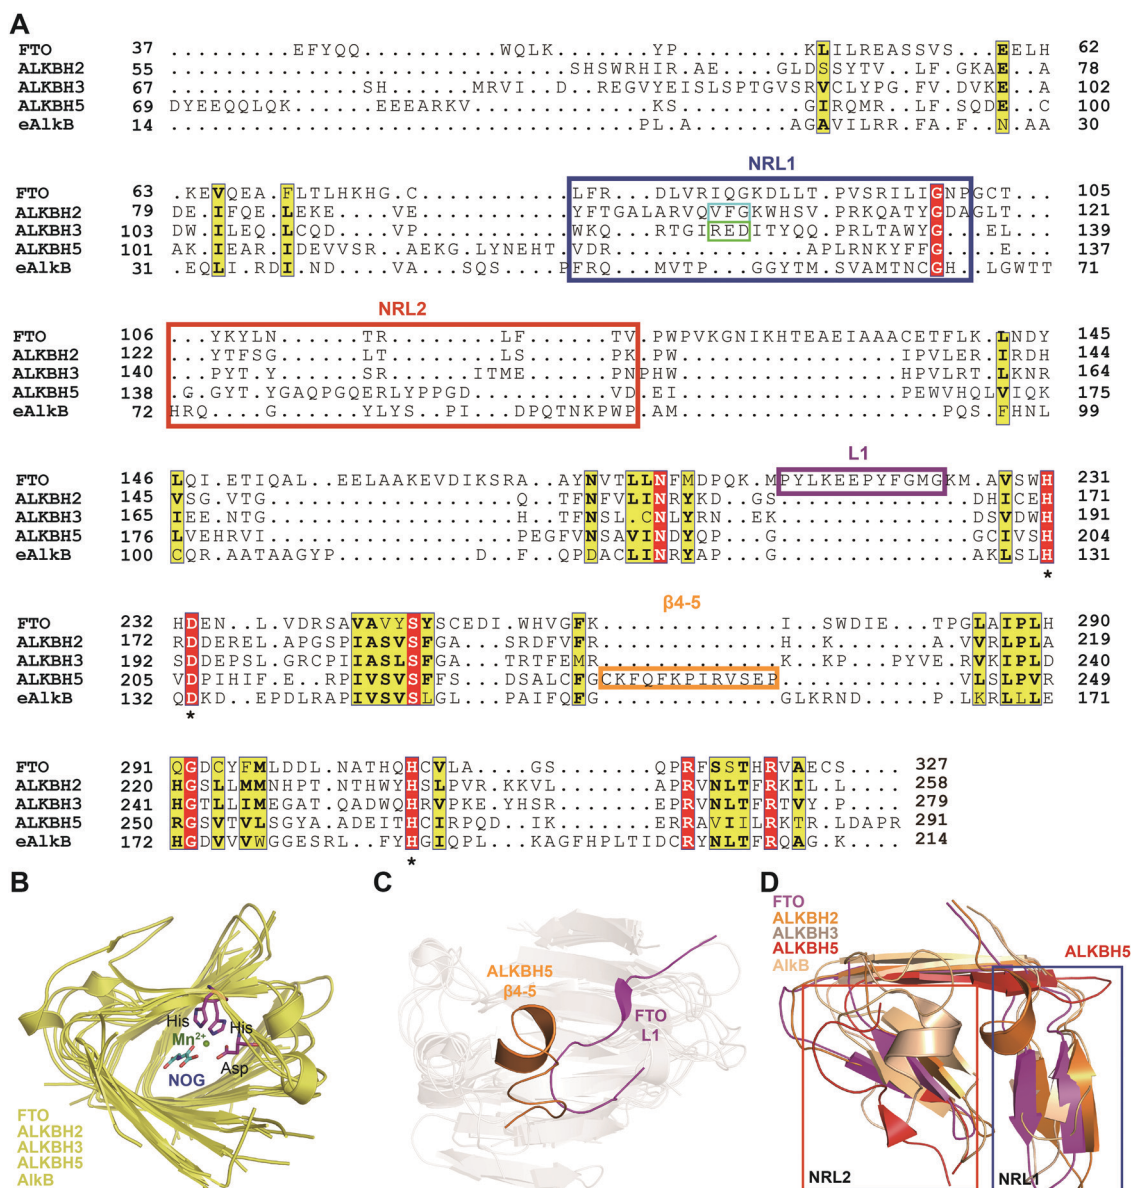 A
FTO 37 .........EFYQQ..........WQLK.......YP.........KLILREASSVS...EELH 62
ALKBH2 55 .............................SHSWRHIR.AE....GLDSSYTV..LF.GKAEE..A 78
ALKBH3 67 ..............SH......MRVI..D..REGVYEISLSPTGVSRVCLYPG.FV.DVKEA..A 102
ALKBH5 69 DYEEQQLQK......EEEARKV.............KS........GIRQMR..LF.SQDE..C 100
eAlkB 14 ..................................PL.A.......AGAVILRR.FA.F..N.AA 30
NRL1
FTO 63 .KEVQEA.FLTLHKHG.C...........LFR...DLVRIQGKDLLT.PVSRILIGNPGCT... 105
ALKBH2 79 DE.IFQE.LEKE...VE............YFTGALARVQVFGKWHSV.PRKQATYGDAGLT... 121
ALKBH3 103 DW.ILEQ.LCQD..VP.............WKQ...RTGIREDITYQQ.PRLTAWYG..EL.... 139
ALKBH5 101 AK.IEAR.IDEVVSR.AEKG.LYNEHT.VDR..............APLRNKYFFG..E...... 137
eAlkB 31 .EQLI.RDI.ND....VA...SQS....PFRQ...MVTP...GGYTM.SVAMTNCGH..LGWTT 71
NRL2
FTO 106 ...YKYLN......TR........LF.......TV.PWPVKGNIKHTEAEIAAACETFLK.LNDY 145
ALKBH2 122 ...YTFSG......LT........LS.......PK.PW................IPVLER.IRDH 144
ALKBH3 140 ...PYT.Y......SR......ITME.......PNPHW................HPVLRT.LKNR 164
ALKBH5 138 .G.GYT.YGAQPGQERLYPPGD..........VD.EI................PEWVHQLVIQK 175
eAlkB 72 HRQ....G......YLYS..PI...DPQTNKPWP.AM...................PQS.FHNL 99
L1
FTO 146 LQI.ETIQAL..EELAAKEVDIKSRA..AYNVTLLNFMDPQK.MPYLKEEPYFGMGKM.AVSWH 231
ALKBH2 145 VSG.VTG..................Q..TFNFVLINRYKD.GS..............DHICEH 171
ALKBH3 165 IEE.NTG..................H..TFNSL.CNLYRN.EK..............DSVDWH 191
ALKBH5 176 LVEHRVI..................PEGFVNSAVINDYQP..G..............GCIVSH 204
eAlkB 100 CQR.AATAAGYP..........D..F..QPDACLINRYAP...G..............AKLSLH 131
*
β4-5
FTO 232 HDEN..L.VDRSAVAVYSYSCEDI.WHVGFK.............I..SWDIE..TPGLAIPLH 290
ALKBH2 172 RDDERELAPGSPIASVSFGA...SRDFVFR.............H..K.......A.VRLPLA 219
ALKBH3 192 SDDEPSL.GRCPIIASLSFGA..TRTFEMR.............K..KP...PYVE.RVKIPLD 240
ALKBH5 205 VDPIHIF.E..RPIVSVSFFS..DSALCFGCKFQFKPIRVSEP..............VLSLPVR 249
eAlkB 132 QDKD...EPDLRAPIVSVSLGL...PAIFQFG.............GLKRND....P.LKRLLLE 171
*
FTO 291 QGDCYFMLDDL.NATHQHCVLA....GS.........QPRFSSTHRVAECS.... 327
ALKBH2 220 HGSLLMMNHPT.NTHWYHSLPVR.KKVL.........APRVNLTFRKIL.L.... 258
ALKBH3 241 HGTLLIMEGAT.QADWQHRVPKE.YHSR.........EPRVNLTFRTVY.P.... 279
ALKBH5 250 RGSVTVLSGYA.ADEITHCIRPQD..IK.........ERRAVIILRKTR.LDAPR 291
eAlkB 172 HGDVVVWGGESRL..FYHGIQPL...KAGFHPLTIDCRYNLTFRQAG.K.... 214
*
B
His
His
Mn2+
Asp
NOG
FTO
ALKBH2
ALKBH3
ALKBH5
AlkB
C
ALKBH5
β4-5
FTO
L1
D
FTO
ALKBH2
ALKBH3
ALKBH5
AlkB
ALKBH5
NRL2
NRL1